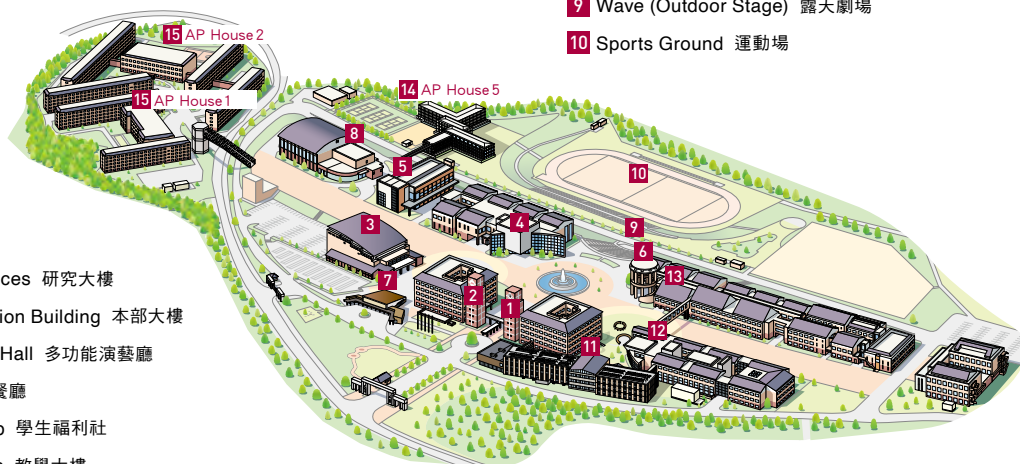 9 Wave (Outdoor Stage) 露天劇場
10 Sports Ground 運動場
15 AP House 2
15 AP House 1
14 AP House 5
8
5
10
4
3
9
6
13
7
2
1
12
11
ces 研究大樓
ion Building 本部大樓
Hall 多功能演藝廳
餐廳
學生福利社